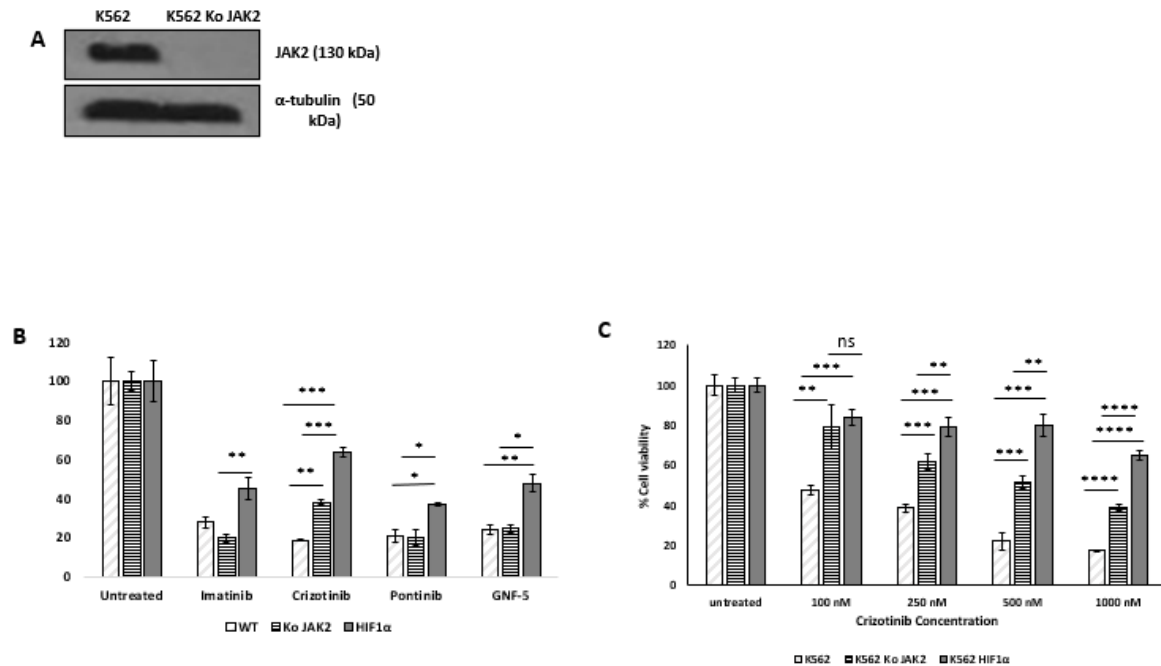 K562 K562 Ko JAK2
A
JAK2 (130 kDa)
α-tubulin (50
kDa)
B
120
100
80
60
40
20
0
**
***
***
**
*
*
*
**
Untreated Imatinib Crizotinib Pontinib GNF-5
WT Ko JAK2 HIF1α
C
% Cell viability
120
100
80
60
40
20
0
ns
***
**
**
***
***
**
***
***
****
****
****
untreated 100 nM 250 nM 500 nM 1000 nM
Crizotinib Concentration
K562 K562 Ko JAK2 K562 HIF1α